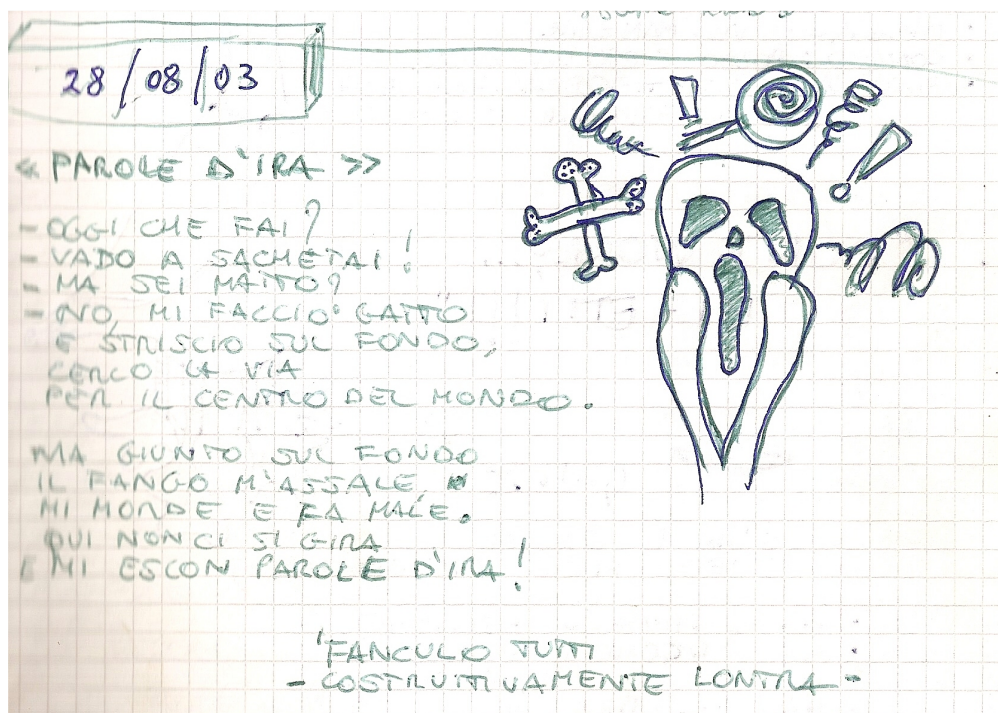 28/08/03
« PAROLE D'IRA »
- OGGI CHE FAI?
- VADO A SACHETAI!
- MA SEI MATTO?
- NO, MI FACCIO GATTO
E STRISCIO SUL FONDO,
CERCO LA VIA
PER IL CENTRO DEL MONDO.
MA GIUNTO SUL FONDO
IL FANGO M'ASSALE,
MI MORDE E FA MALE.
QUI NON CI SI GIRA
E MI ESCON PAROLE D'IRA!
'FANCULO TUTTI
- COSTRUTTIVAMENTE LONTRA -